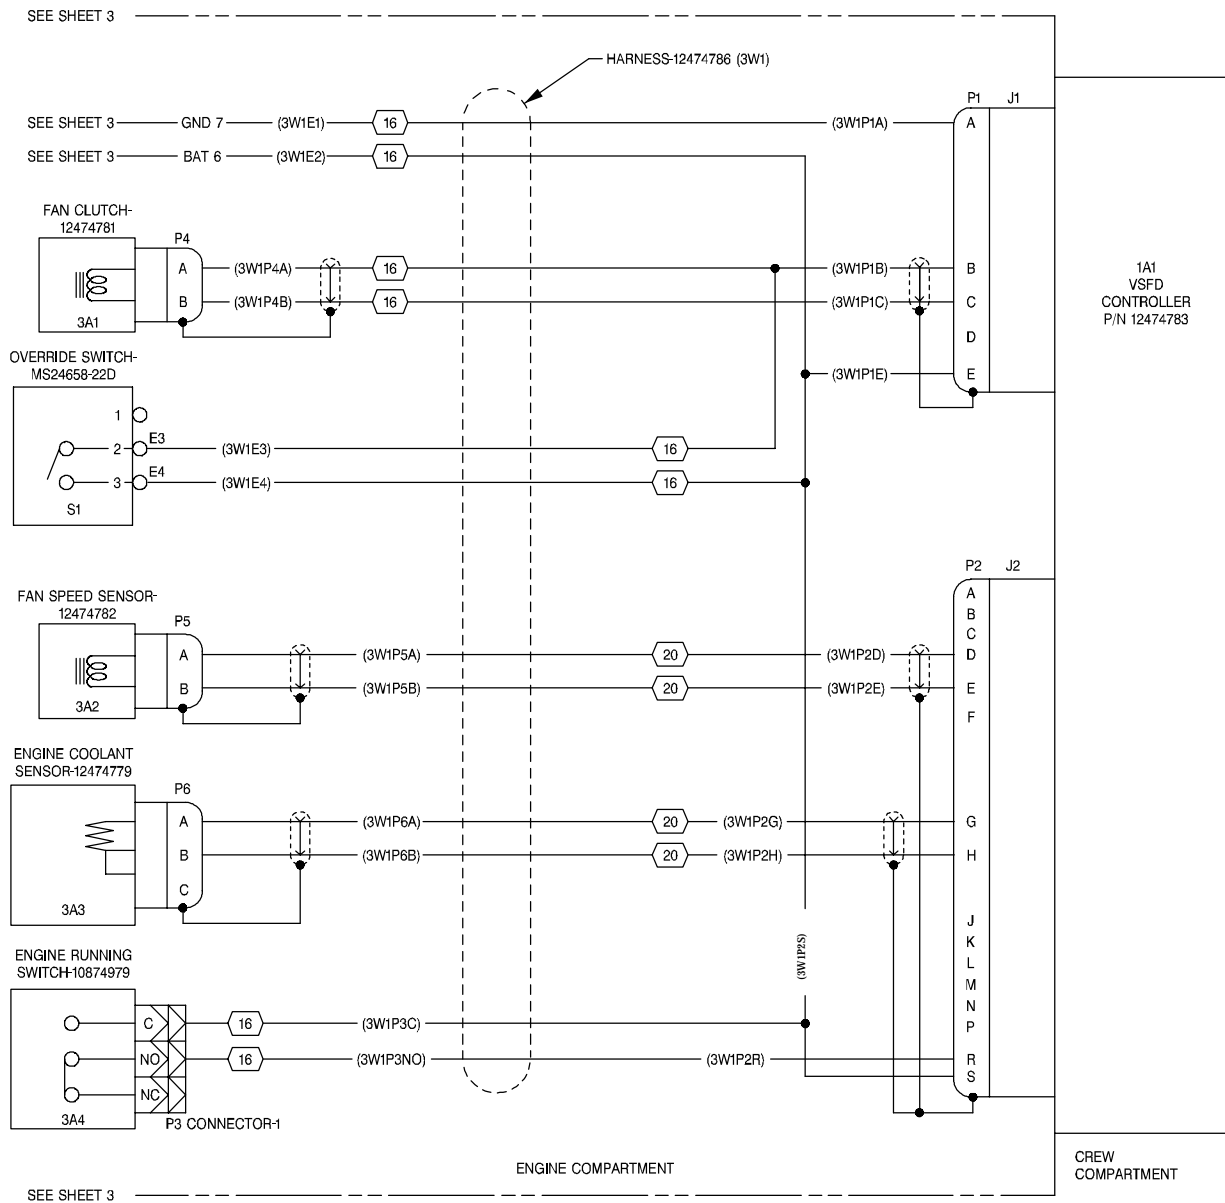 SEE SHEET 3
HARNESS-12474786 (3W1)
P1 J1
SEE SHEET 3 GND 7 (3W1E1) 16 (3W1P1A) A
SEE SHEET 3 BAT 6 (3W1E2) 16
FAN CLUTCH-
12474781
P4
A (3W1P4A) 16 (3W1P1B) B
B (3W1P4B) 16 (3W1P1C) C
3A1
D
1A1
VSFD
CONTROLLER
P/N 12474783
OVERRIDE SWITCH-
MS24658-22D
(3W1P1E) E
1
2 E3 (3W1E3) 16
3 E4 (3W1E4) 16
S1
P2 J2
A
B
C
FAN SPEED SENSOR-
12474782
P5
A (3W1P5A) 20 (3W1P2D) D
B (3W1P5B) 20 (3W1P2E) E
3A2
F
ENGINE COOLANT
SENSOR-12474779
P6
A (3W1P6A) 20 (3W1P2G) G
B (3W1P6B) 20 (3W1P2H) H
C
3A3
J
K
L
M
N
P
(3W1P2S)
ENGINE RUNNING
SWITCH-10874979
C 16 (3W1P3C)
NO 16 (3W1P3NO) (3W1P2R) R
S
NC
3A4
P3 CONNECTOR-1
ENGINE COMPARTMENT
CREW
COMPARTMENT
SEE SHEET 3